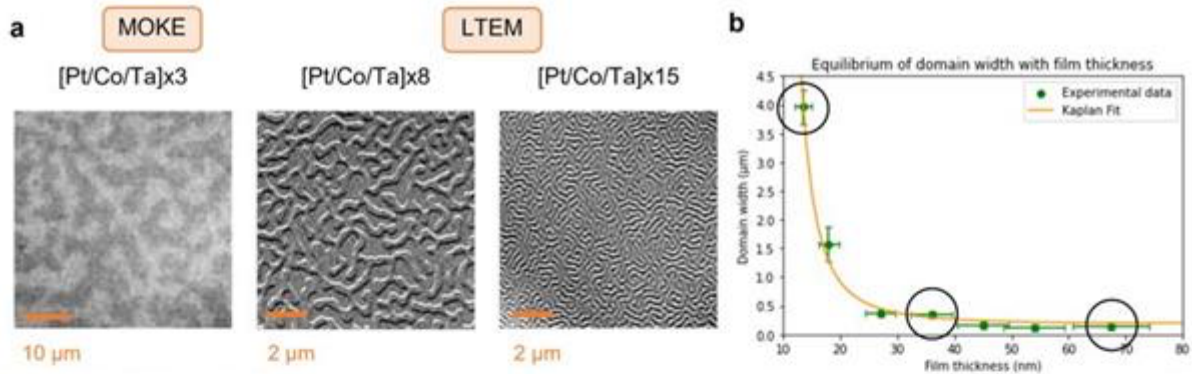 a
MOKE
LTEM
[Pt/Co/Ta]x3
[Pt/Co/Ta]x8
[Pt/Co/Ta]x15
10 µm
2 µm
2 µm
b
Equilibrium of domain width with film thickness
Experimental data
Kaplan Fit
Domain width (µm)
4.5
4.0
3.5
3.0
2.5
2.0
1.5
1.0
0.5
0.0
10 20 30 40 50 60 70 80
Film thickness (nm)